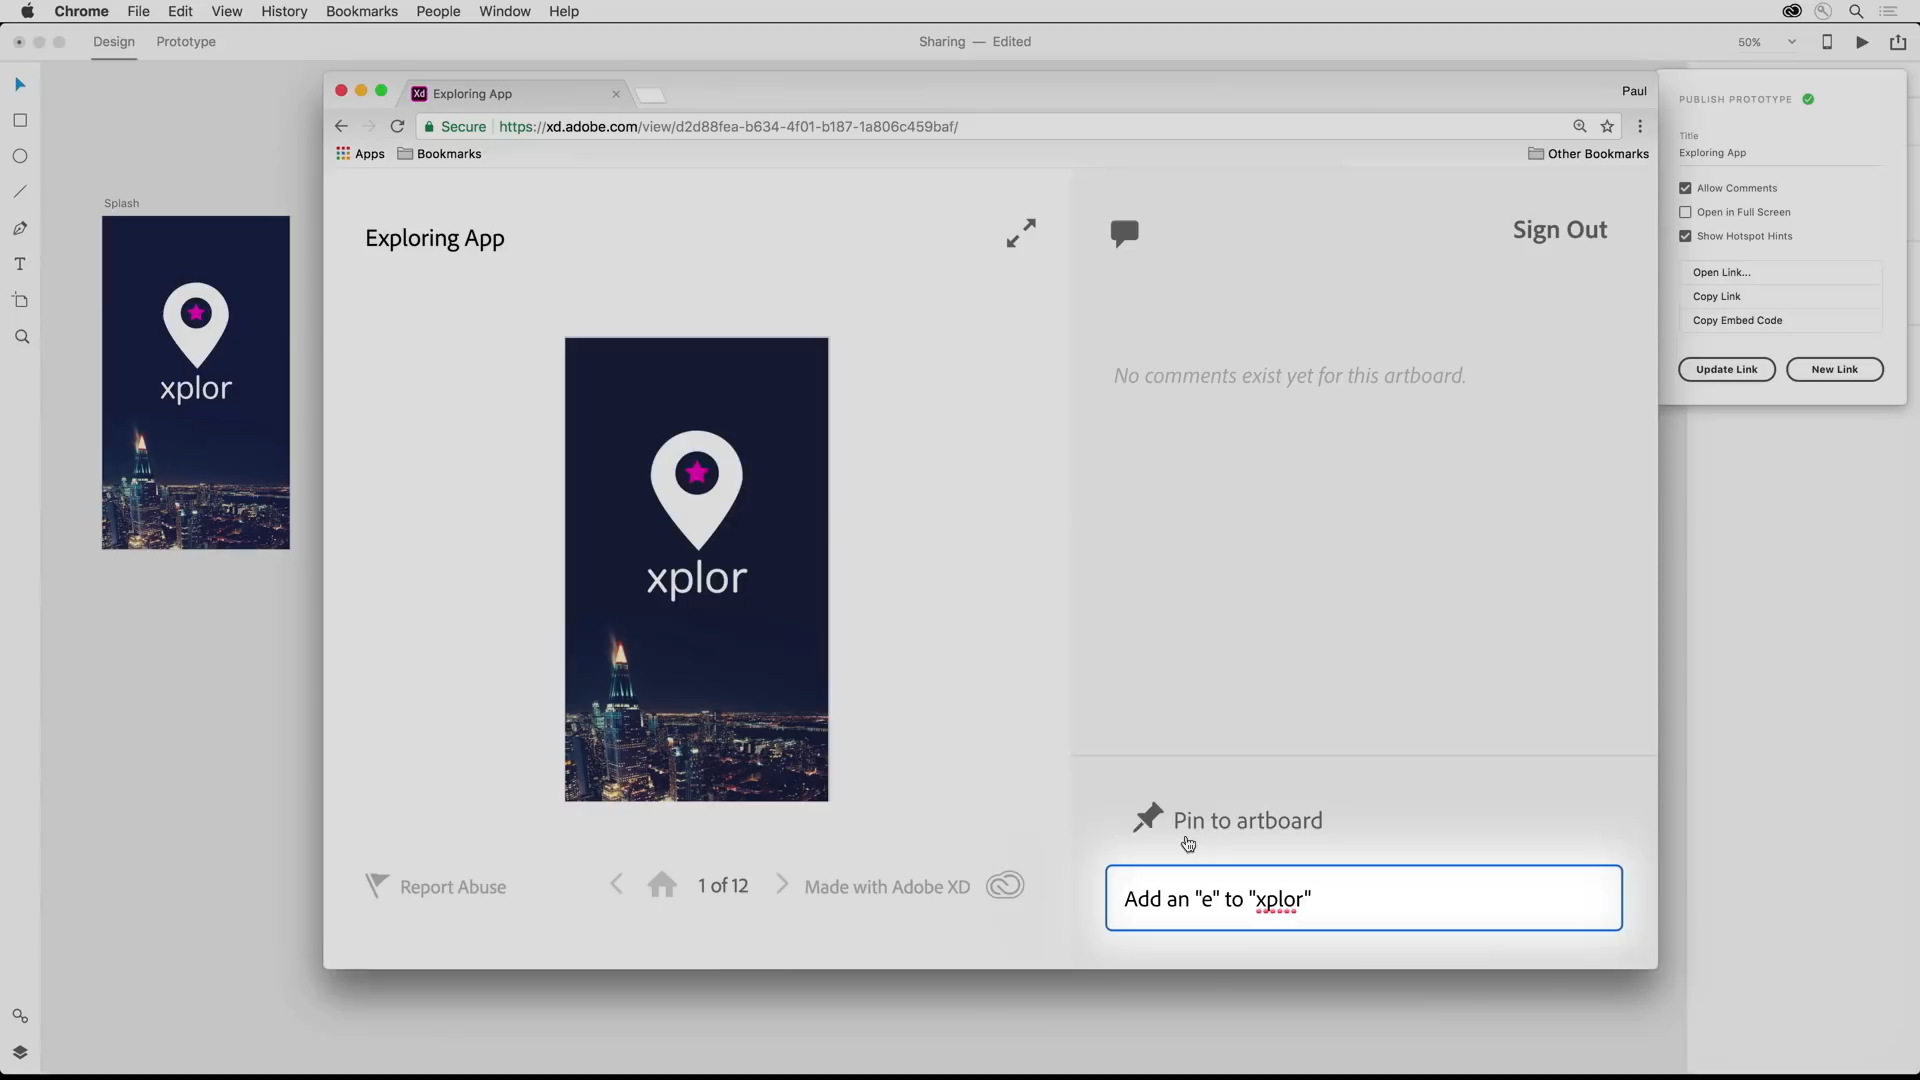 Chrome File Edit View History Bookmarks People Window Help
Design Prototype
Sharing — Edited
50%
Xd Exploring App
Paul
Secure https://xd.adobe.com/view/d2d88fea-b634-4f01-b187-1a806c459baf/
Apps Bookmarks
Other Bookmarks
PUBLISH PROTOTYPE
Title
Exploring App
Allow Comments
Open in Full Screen
Show Hotspot Hints
Open Link...
Copy Link
Copy Embed Code
Update Link New Link
T
Splash
xplor
Exploring App
Sign Out
No comments exist yet for this artboard.
xplor
Pin to artboard
Add an "e" to "xplor"
Report Abuse
1 of 12
Made with Adobe XD